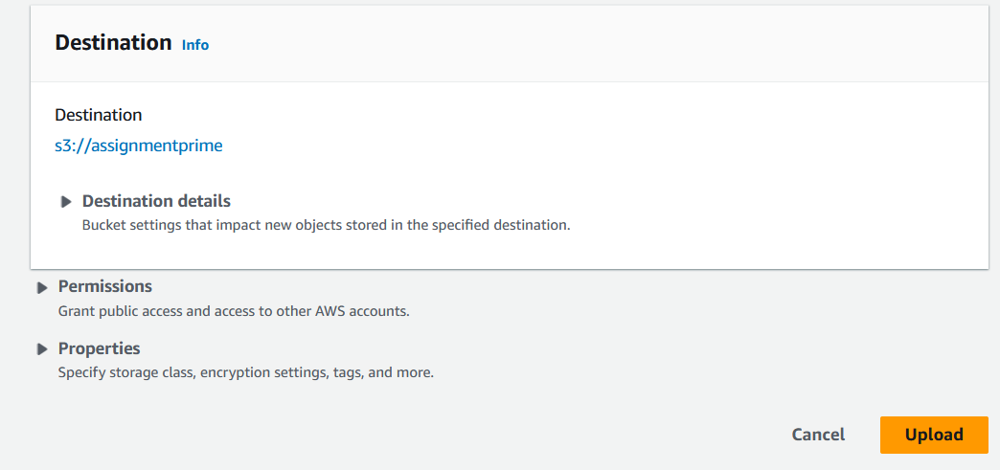 Destination Info
Destination
s3://assignmentprime
Destination details
Bucket settings that impact new objects stored in the specified destination.
Permissions
Grant public access and access to other AWS accounts.
Properties
Specify storage class, encryption settings, tags, and more.
Cancel Upload